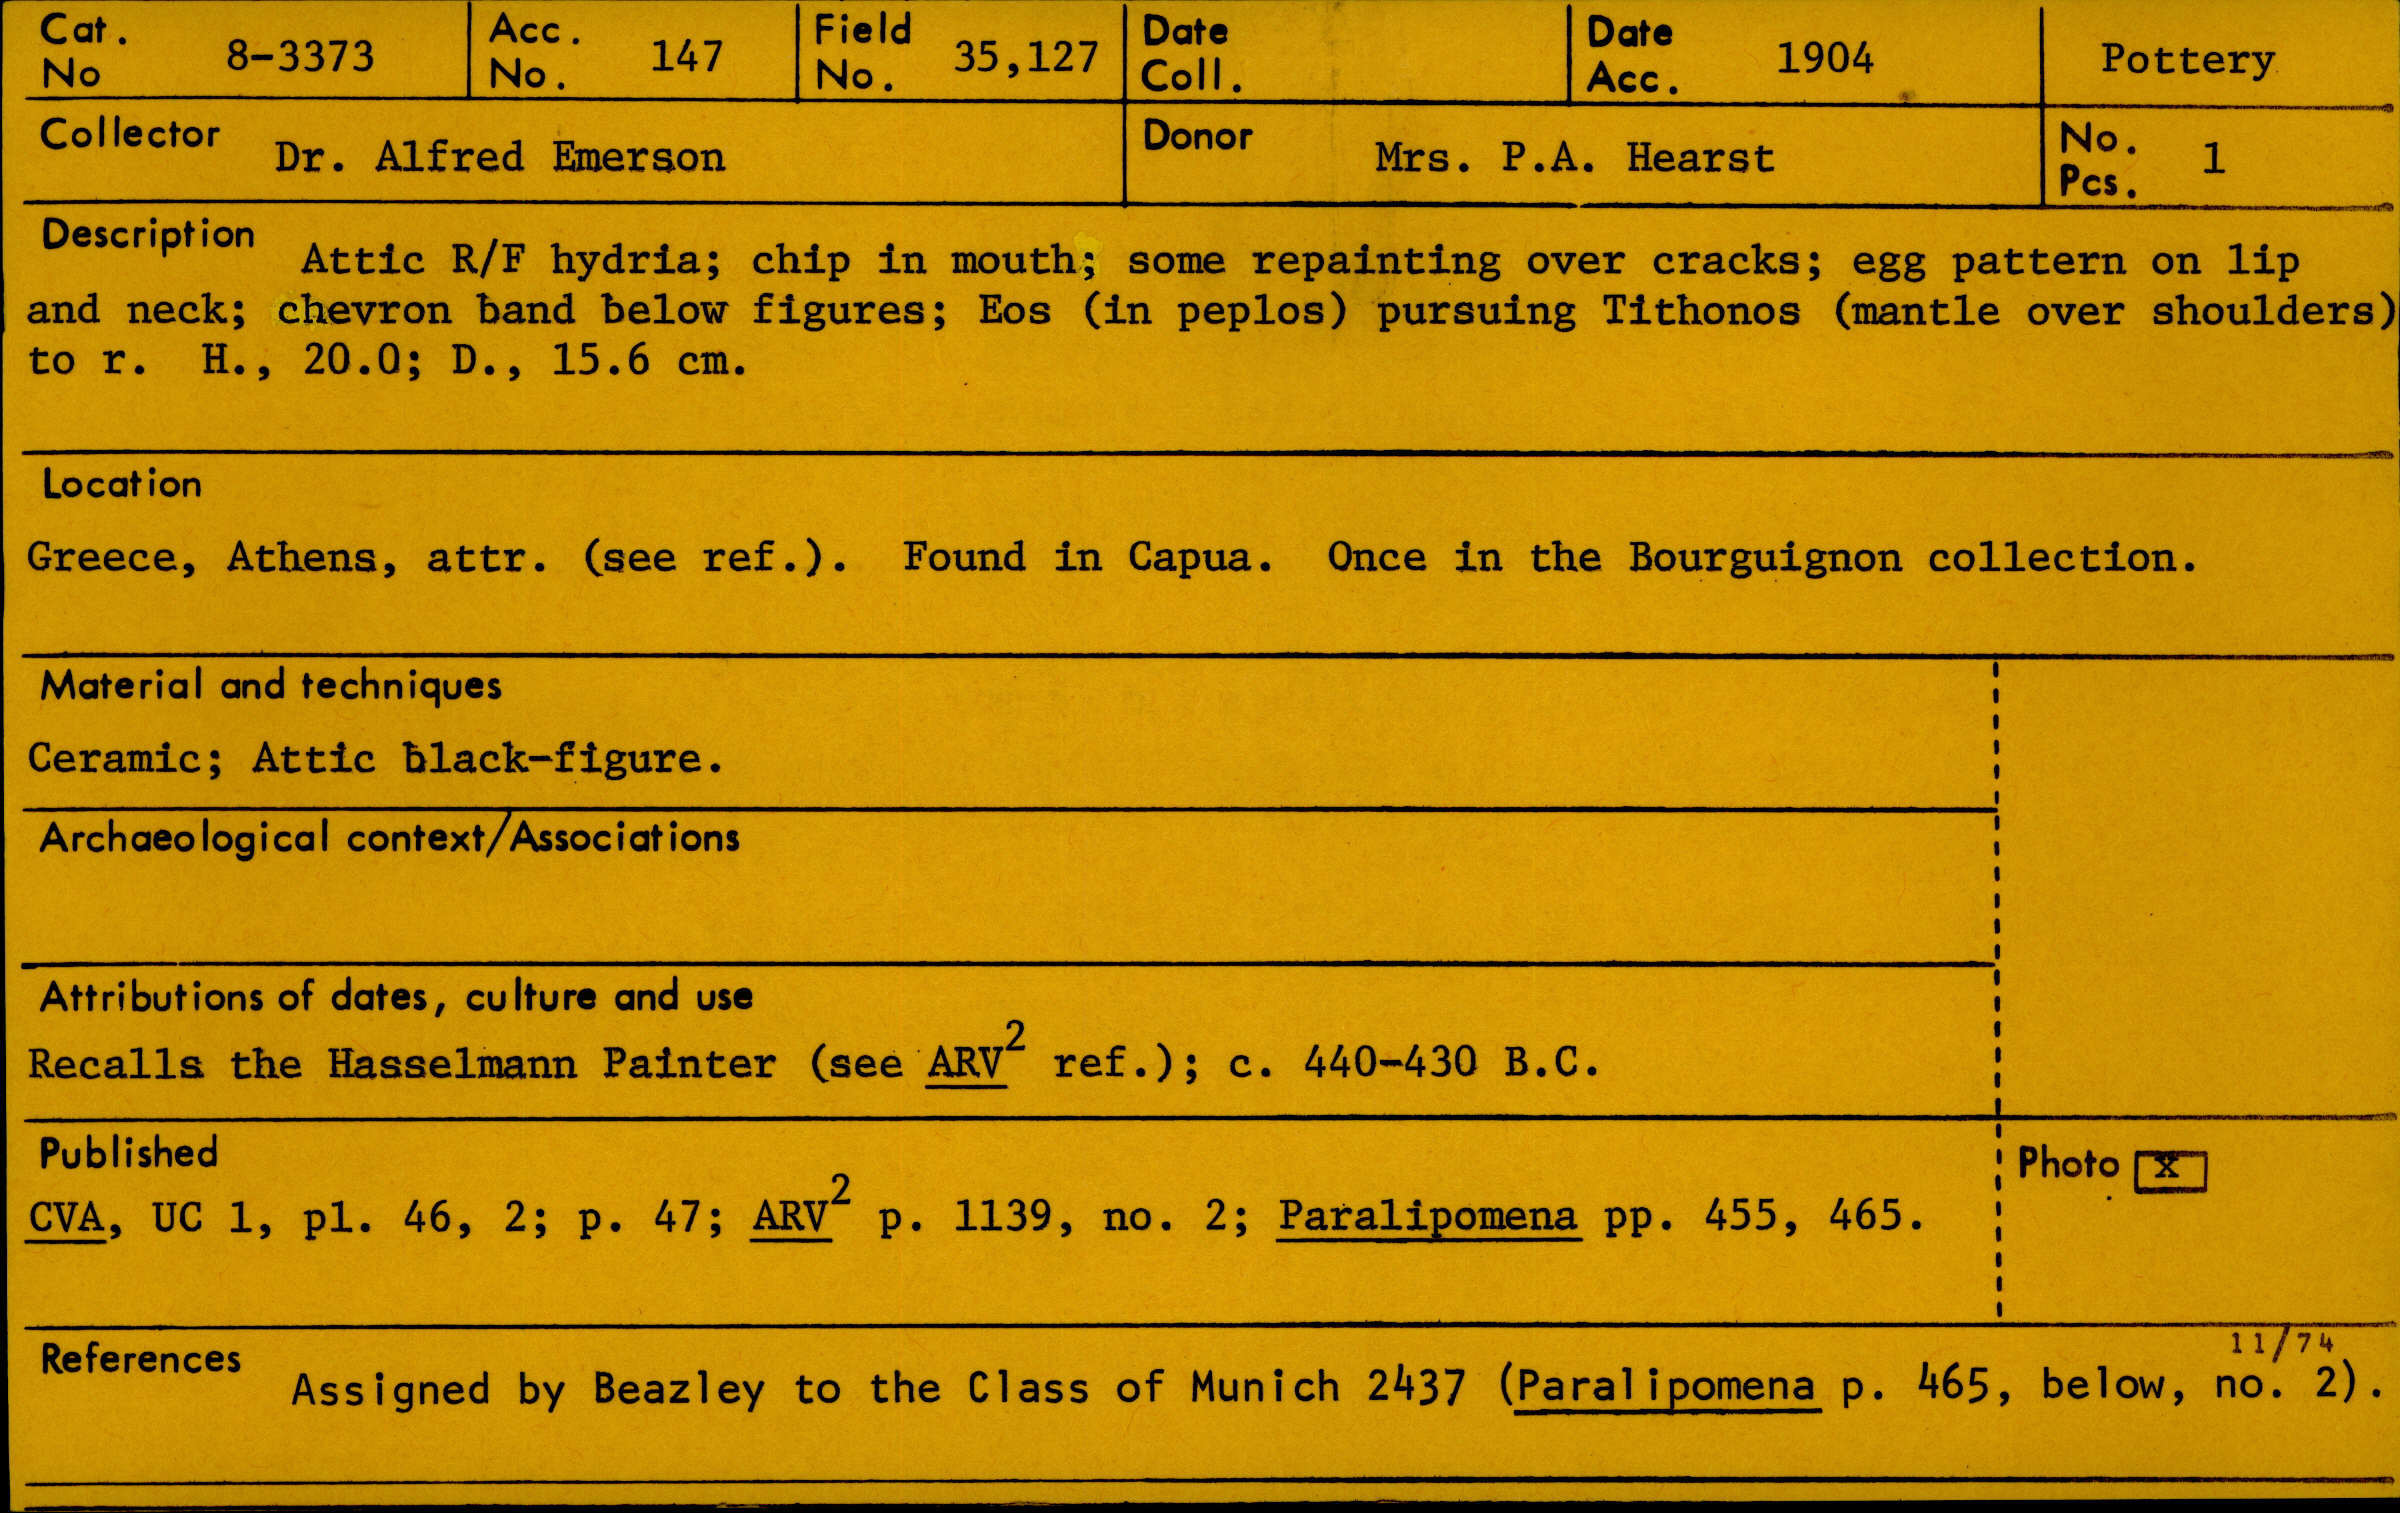 Cat. No 8-3373 Acc. No. 147 Field No. 35,127 Date Coll. Date Acc. 1904 Pottery
Collector Dr. Alfred Emerson Donor Mrs. P.A. Hearst No. Pcs. 1
Description Attic R/F hydria; chip in mouth; some repainting over cracks; egg pattern on lip
and neck; chevron band below figures; Eos (in peplos) pursuing Tithonos (mantle over shoulders)
to r. H., 20.0; D., 15.6 cm.
Location
Greece, Athens, attr. (see ref.). Found in Capua. Once in the Bourguignon collection.
Material and techniques
Ceramic; Attic black-figure.
Archaeological context/Associations
Attributions of dates, culture and use
Recalls the Hasselmann Painter (see ARV² ref.); c. 440-430 B.C.
Published
CVA, UC 1, pl. 46, 2; p. 47; ARV² p. 1139, no. 2; Paralipomena pp. 455, 465.
Photo X
11/74
References Assigned by Beazley to the Class of Munich 2437 (Paralipomena p. 465, below, no. 2).